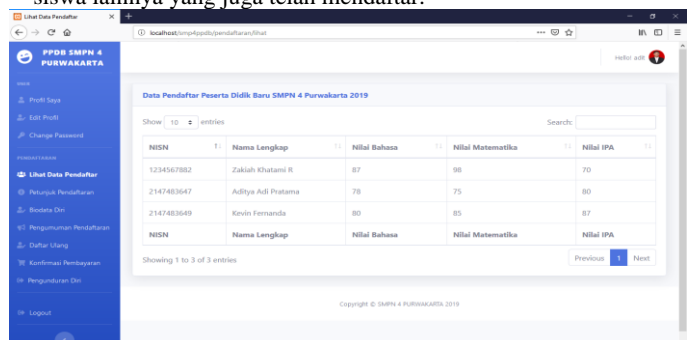 siswa lainnya yang juga telah mendaftar.
Lihat Data Pendaftar
localhost/smp4ppdb/pendaftaran/lihat
PPDB SMPN 4
PURWAKARTA
Hello! adit
Profil Saya
Edit Profil
Change Password
PENDAFTARAN
Lihat Data Pendaftar
Petunjuk Pendaftaran
Biodata Diri
Pengumuman Pendaftaran
Daftar Ulang
Konfirmasi Pembayaran
Pengunduran Diri
Logout
Data Pendaftar Peserta Didik Baru SMPN 4 Purwakarta 2019
Show 10 entries Search:
NISN Nama Lengkap Nilai Bahasa Nilai Matematika Nilai IPA
1234567882 Zakiah Khatami R 87 98 70
2147483647 Aditya Adi Pratama 78 75 80
2147483649 Kevin Fernanda 80 85 87
NISN Nama Lengkap Nilai Bahasa Nilai Matematika Nilai IPA
Showing 1 to 3 of 3 entries Previous 1 Next
Copyright © SMPN 4 PURWAKARTA 2019